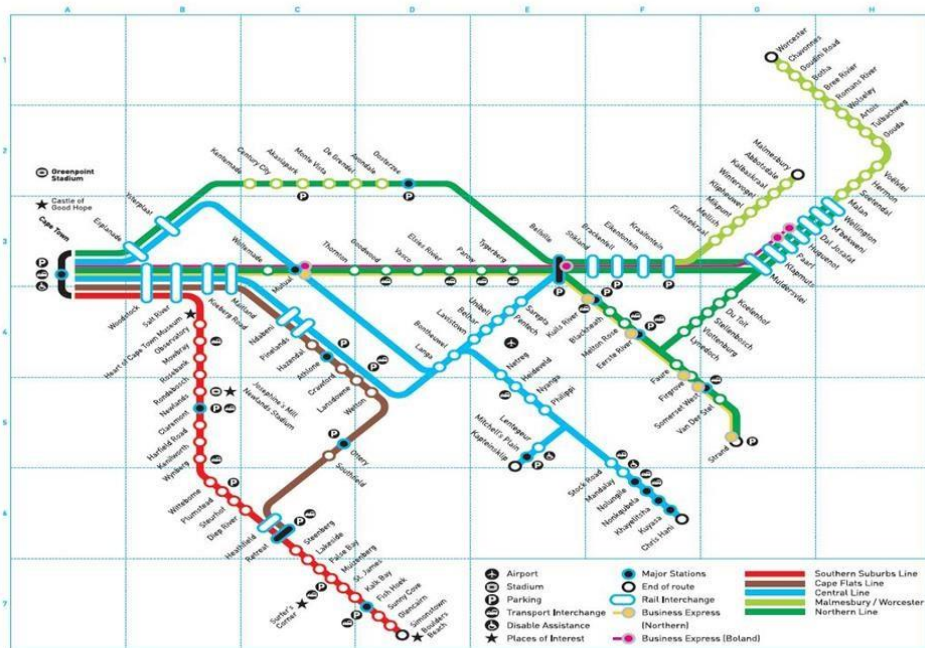 A B C D E F G H
1
2
3
4
5
6
7
Greenpoint
Stadium
Castle of
Good Hope
Cape Town
Esplanade
Ysterplaat
Kentemade
Century City
Akasiapark
Monte Vista
De Grendel
Avondale
Oosterzee
Woodstock
Salt River
Koeberg Road
Maitland
Ndabeni
Pinelands
Hazendal
Athlone
Crawford
Lansdowne
Wetton
Ottery
Southfield
Wolteмade
Mutual
Thornton
Goodwood
Vasco
Elsies River
Parow
Tygerberg
Bellville
Stikland
Brackenfell
Eikenfontein
Kraaifontein
Fisantekraal
Mellish
Mikpunt
Klipheuwel
Wintervogel
Kalbaskraal
Abbotsdale
Malmesbury
Worcester
Chavonnes
Goudini Road
Botha
Bree Rivier
Romans River
Wolseley
Artois
Tulbachweg
Gouda
Voëlvlei
Hermon
Soetendal
Malan
Wellington
M'bekweni
Dal Josafat
Huguenot
Paarl
Klapmuts
Muldersvlei
Koelenhof
Du Toit
Stellenbosch
Vlottenburg
Lynedoch
Kuils River
Blackheath
Melton Rose
Eerste River
Faure
Firgrove
Somerset West
Van Der Stel
Strand
Sarepta
Pentech
Unibell
Belhar
Lavistown
Bontheuwel
Langa
Netreg
Heideveld
Nyanga
Philippi
Lentegeur
Mitchell's Plain
Kapteinsklip
Stock Road
Mandalay
Nolungile
Nonkqubela
Khayelitsha
Kuyasa
Chris Hani
Heart of Cape Town Museum
Observatory
Mowbray
Rosebank
Rondebosch
Newlands
Josephine's Mill
Newlands Stadium
Claremont
Harfield Road
Kenilworth
Wynberg
Wittebome
Plumstead
Steurhof
Diep River
Heathfield
Retreat
Steenberg
Lakeside
False Bay
Muizenberg
St. James
Kalk Bay
Fish Hoek
Sunny Cove
Glencairn
Simonstown
Boulders
Beach
Surfer's
Corner
Airport
Stadium
Parking
Transport Interchange
Disable Assistance
Places of Interest
Major Stations
End of route
Rail Interchange
Business Express
(Northern)
Business Express (Boland)
Southern Suburbs Line
Cape Flats Line
Central Line
Malmesbury / Worcester
Northern Line